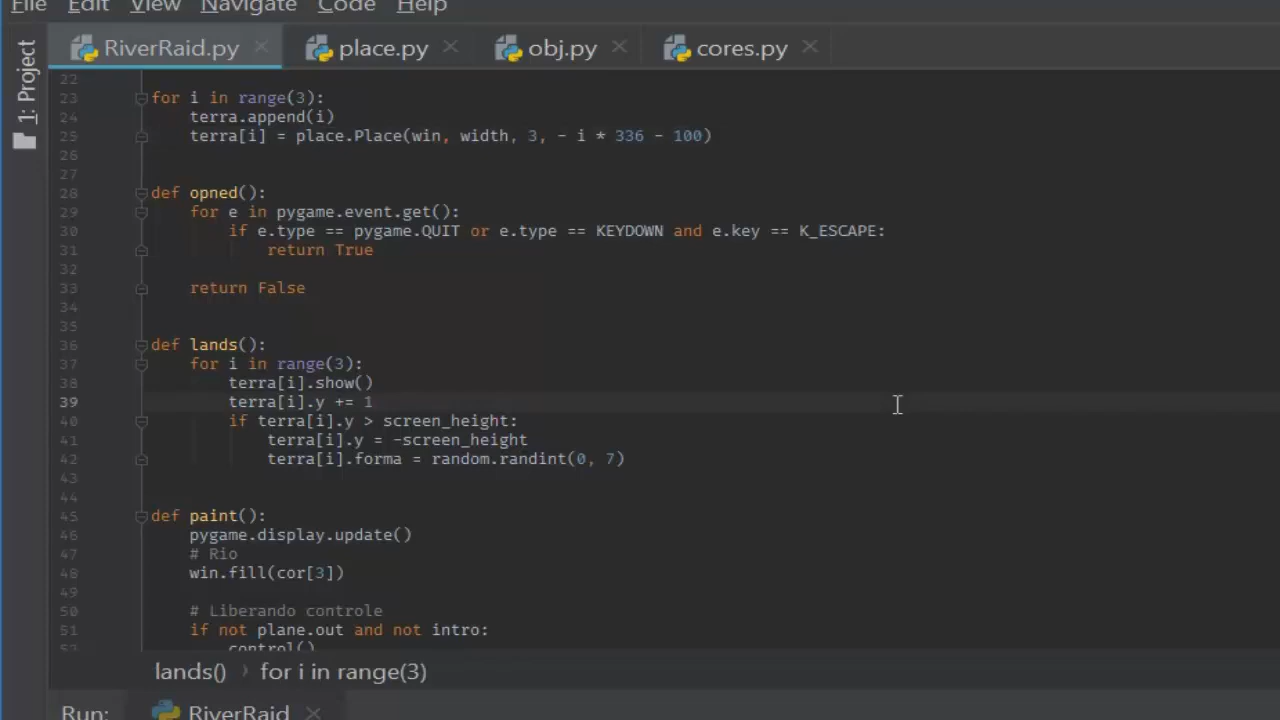 File Edit View Navigate Code Help
1: Project
RiverRaid.py place.py obj.py cores.py
22
23 for i in range(3):
24 terra.append(i)
25 terra[i] = place.Place(win, width, 3, - i * 336 - 100)
26
27
28 def opned():
29 for e in pygame.event.get():
30 if e.type == pygame.QUIT or e.type == KEYDOWN and e.key == K_ESCAPE:
31 return True
32
33 return False
34
35
36 def lands():
37 for i in range(3):
38 terra[i].show()
39 terra[i].y += 1
40 if terra[i].y > screen_height:
41 terra[i].y = -screen_height
42 terra[i].forma = random.randint(0, 7)
43
44
45 def paint():
46 pygame.display.update()
47 # Rio
48 win.fill(cor[3])
49
50 # Liberando controle
51 if not plane.out and not intro:
52 control()
lands() › for i in range(3)
Run: RiverRaid